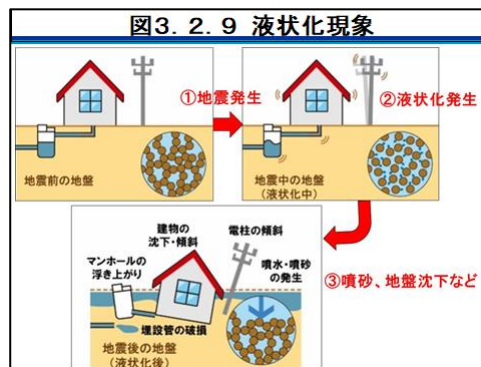 図3.2.9 液状化現象
①地震発生
②液状化発生
地震前の地盤
地震中の地盤
(液状化中)
建物の
沈下・傾斜
電柱の傾斜
マンホールの
浮き上がり
噴水・噴砂
の発生
③噴砂、地盤沈下など
埋設管の破損
地震後の地盤
(液状化後)